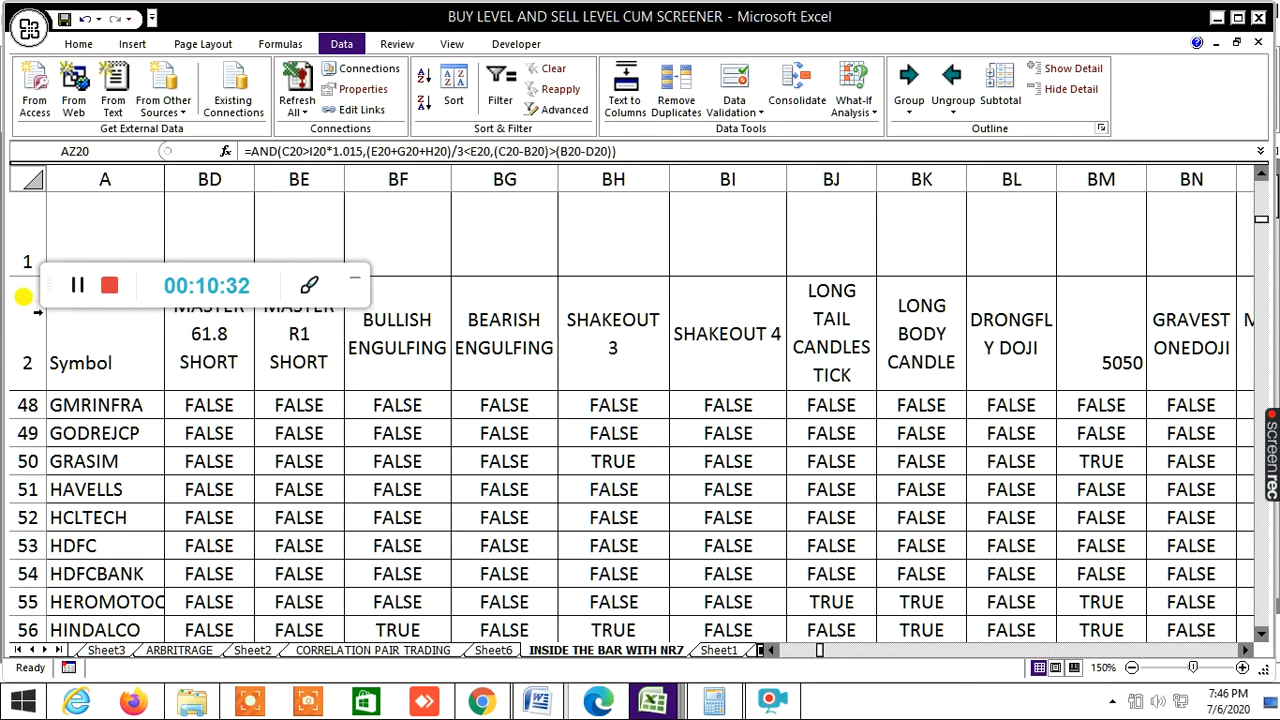 BUY LEVEL AND SELL LEVEL CUM SCREENER - Microsoft Excel
Home Insert Page Layout Formulas Data Review View Developer
From Access
From Web
From Text
From Other Sources
Existing Connections
Get External Data
Refresh All
Connections
Properties
Edit Links
Connections
Sort
Filter
Clear
Reapply
Advanced
Sort & Filter
Text to Columns
Remove Duplicates
Data Validation
Consolidate
What-If Analysis
Data Tools
Group
Ungroup
Subtotal
Show Detail
Hide Detail
Outline
AZ20 fx =AND(C20>I20*1.015,(E20+G20+H20)/3<E20,(C20-B20)>(B20-D20))
A BD BE BF BG BH BI BJ BK BL BM BN
1
00:10:32
2 Symbol
61.8 SHORT
R1 SHORT
BULLISH ENGULFING
BEARISH ENGULFING
SHAKEOUT 3
SHAKEOUT 4
LONG TAIL CANDLES TICK
LONG BODY CANDLE
DRONGFL Y DOJI
5050
GRAVEST ONEDOJI
48 GMRINFRA FALSE FALSE FALSE FALSE FALSE FALSE FALSE FALSE FALSE FALSE FALSE
49 GODREJCP FALSE FALSE FALSE FALSE FALSE FALSE FALSE FALSE FALSE FALSE FALSE
50 GRASIM FALSE FALSE FALSE FALSE TRUE FALSE FALSE FALSE FALSE TRUE FALSE
51 HAVELLS FALSE FALSE FALSE FALSE FALSE FALSE FALSE FALSE FALSE FALSE FALSE
52 HCLTECH FALSE FALSE FALSE FALSE FALSE FALSE FALSE FALSE FALSE FALSE FALSE
53 HDFC FALSE FALSE FALSE FALSE FALSE FALSE FALSE FALSE FALSE FALSE FALSE
54 HDFCBANK FALSE FALSE FALSE FALSE FALSE FALSE FALSE FALSE FALSE FALSE FALSE
55 HEROMOTOC FALSE FALSE FALSE FALSE FALSE FALSE TRUE TRUE FALSE TRUE FALSE
56 HINDALCO FALSE FALSE TRUE FALSE TRUE FALSE FALSE TRUE FALSE TRUE FALSE
Sheet3 ARBITRAGE Sheet2 CORRELATION PAIR TRADING Sheet6 INSIDE THE BAR WITH NR7 Sheet1
Ready 150%
screenrec
7:46 PM
7/6/2020